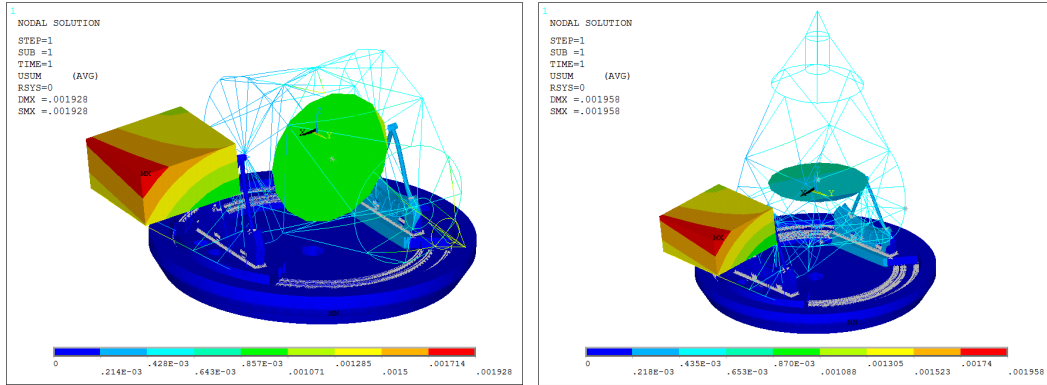 1
NODAL SOLUTION
STEP=1
SUB =1
TIME=1
USUM (AVG)
RSYS=0
DMX =.001928
SMX =.001928
X
Y
MX
0
.214E-03
.428E-03
.643E-03
.857E-03
.001071
.001285
.0015
.001714
.001928
1
NODAL SOLUTION
STEP=1
SUB =1
TIME=1
USUM (AVG)
RSYS=0
DMX =.001958
SMX =.001958
X
Y
MX
0
.218E-03
.435E-03
.653E-03
.870E-03
.001088
.001305
.001523
.00174
.001958